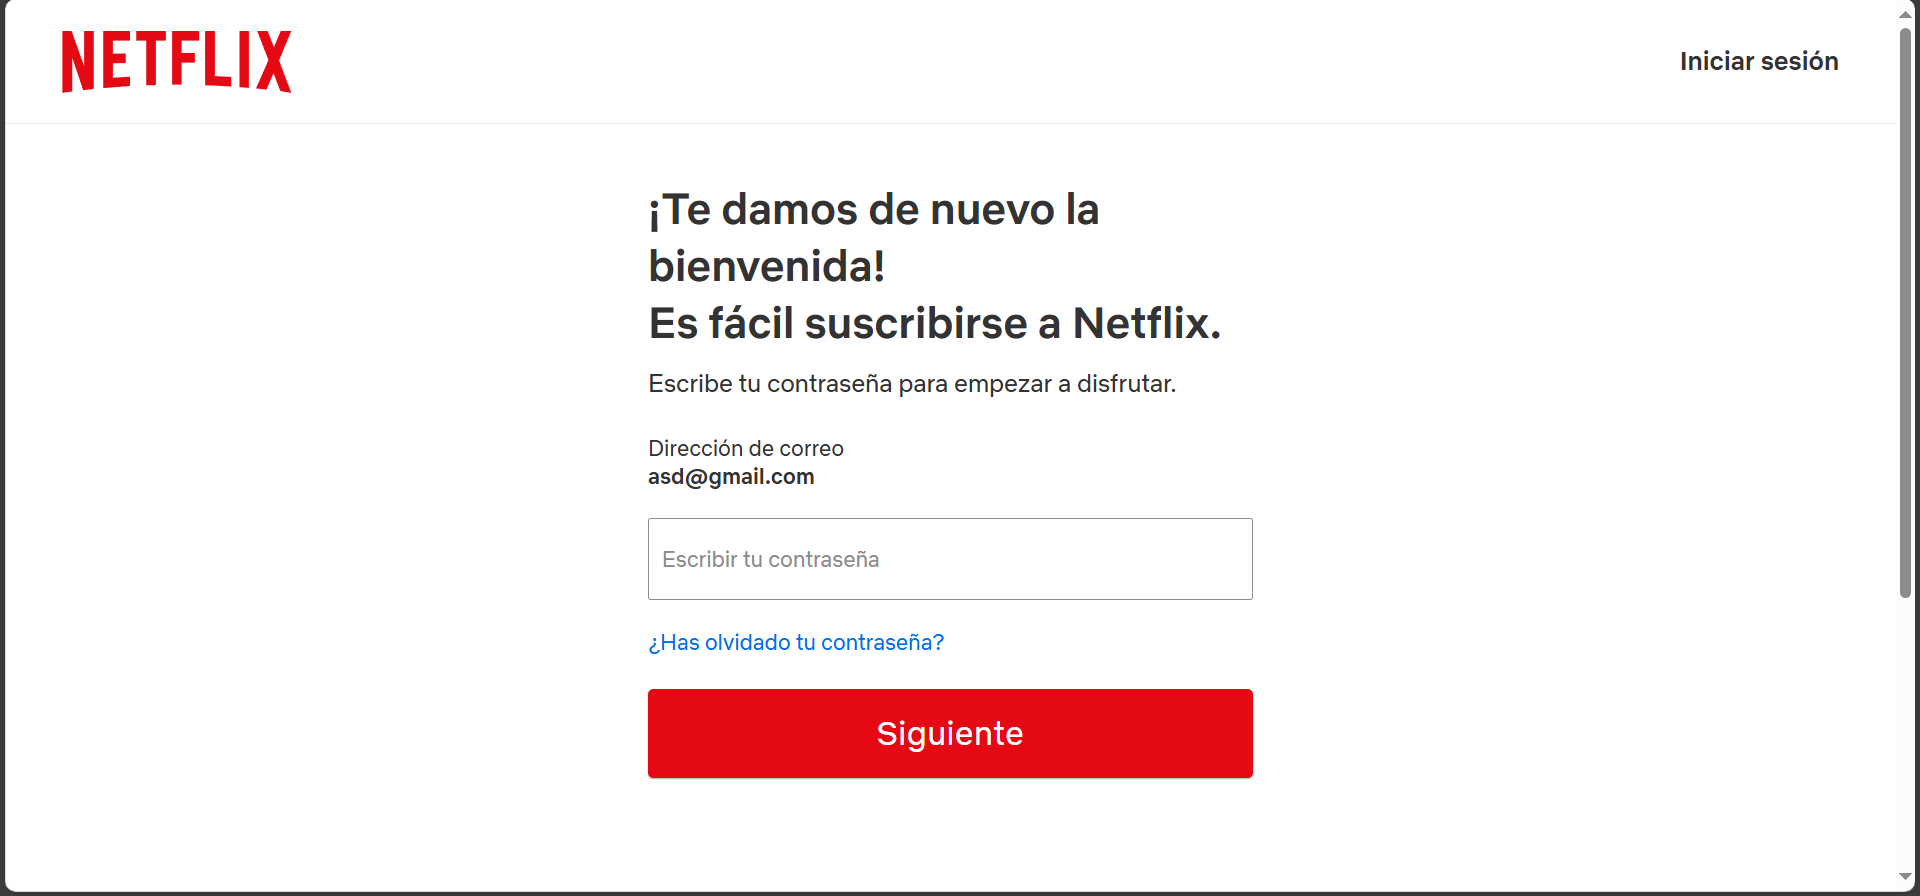 NETFLIX
Iniciar sesión
¡Te damos de nuevo la
bienvenida!
Es fácil suscribirse a Netflix.
Escribe tu contraseña para empezar a disfrutar.
Dirección de correo
asd@gmail.com
Escribir tu contraseña
¿Has olvidado tu contraseña?
Siguiente